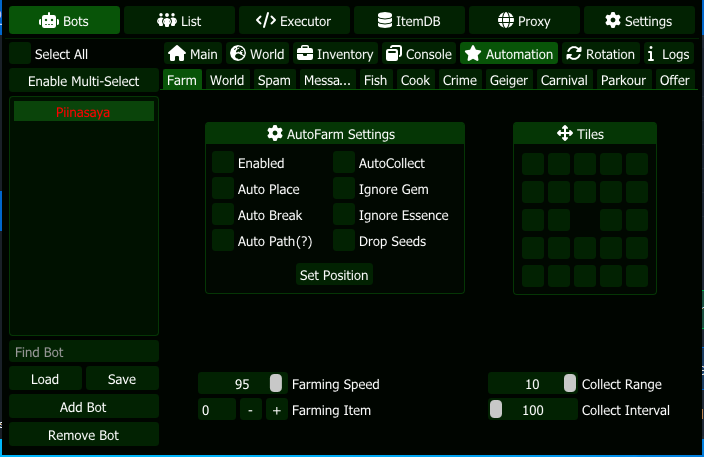 Bots List Executor ItemDB Proxy Settings
Select All Main World Inventory Console Automation Rotation Logs
Enable Multi-Select Farm World Spam Messa... Fish Cook Crime Geiger Carnival Parkour Offer
Piinasaya
AutoFarm Settings Tiles
Enabled AutoCollect
Auto Place Ignore Gem
Auto Break Ignore Essence
Auto Path(?) Drop Seeds
Set Position
Find Bot
Load Save 95 Farming Speed 10 Collect Range
Add Bot 0 - + Farming Item 100 Collect Interval
Remove Bot